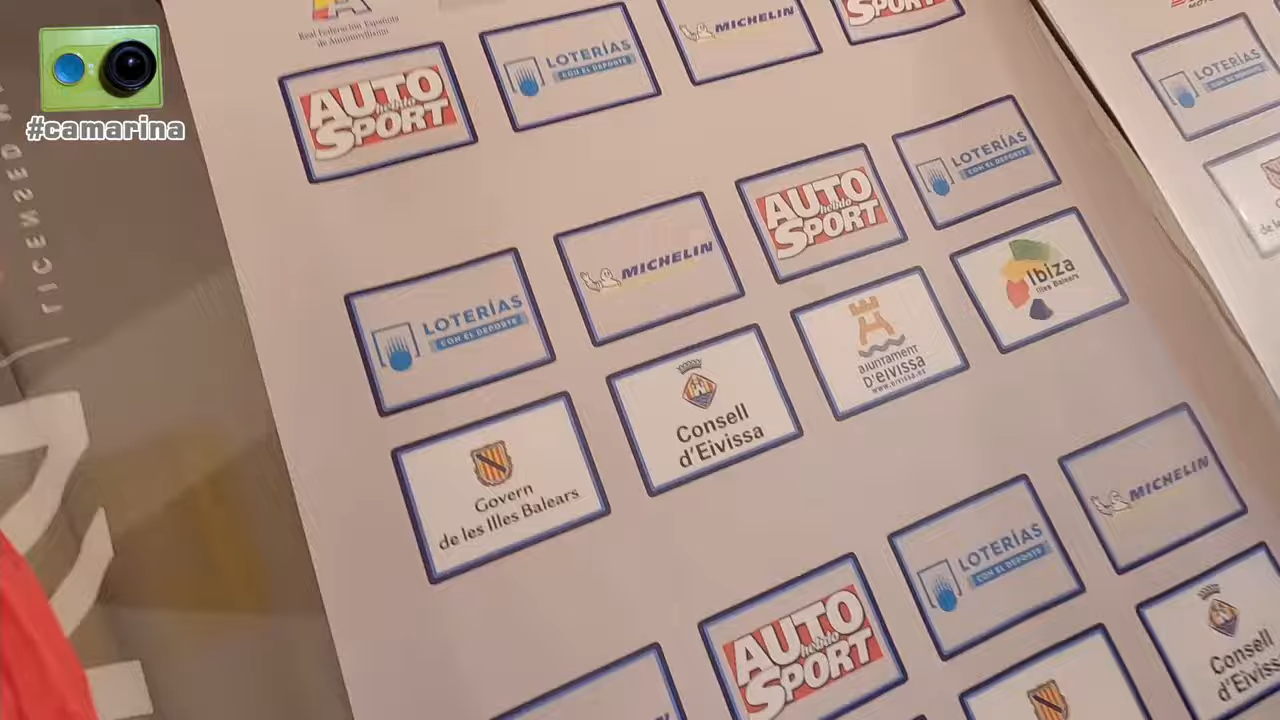 #camarina
LICENSED
Real Federación Española
de Automovilismo
AUTO
hebdo
SPORT
LOTERÍAS
CON EL DEPORTE
MICHELIN
SPORT
LOTERÍAS
CON EL DEPORTE
LOTERÍAS
CON EL DEPORTE
MICHELIN
AUTO
hebdo
SPORT
LOTERÍAS
CON EL DEPORTE
Govern
de les Illes Balears
Consell
d'Eivissa
ajuntament
D'eivissa
www.eivissa.es
Ibiza
Illes Balears
AUTO
hebdo
SPORT
LOTERÍAS
CON EL DEPORTE
MICHELIN
Consell
d'Eivissa